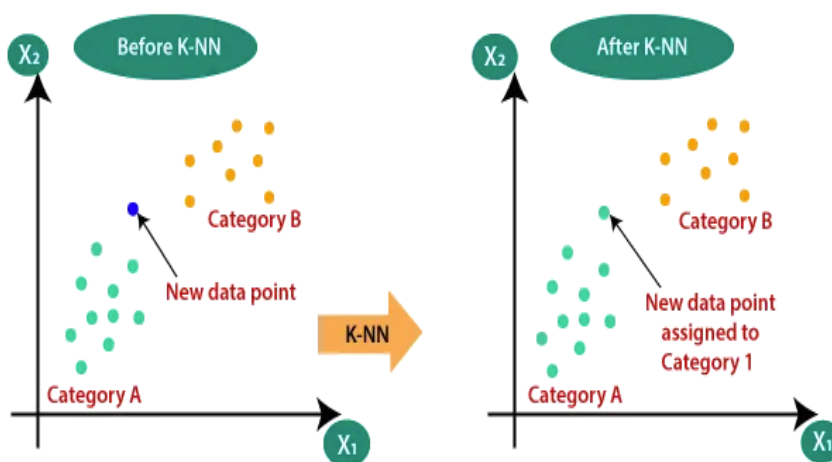 Before K-NN
X₂
Category B
New data point
Category A
X₁
K-NN
After K-NN
X₂
Category B
New data point
assigned to
Category 1
Category A
X₁